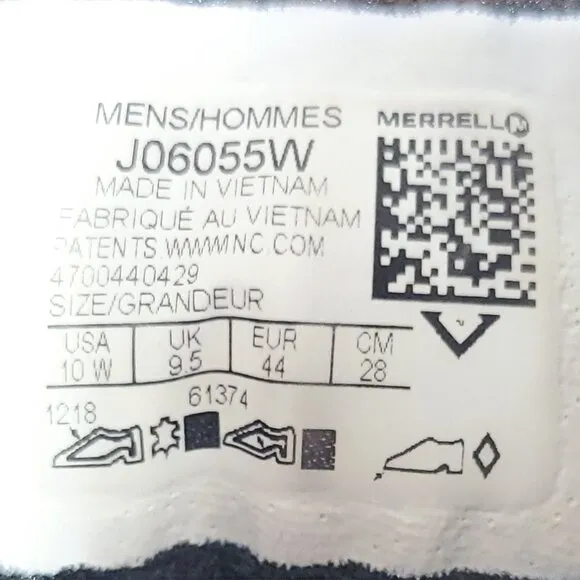 MENS/HOMMES
MERRELL
J06055W
MADE IN VIETNAM
FABRIQUÉ AU VIETNAM
PATENTS WWWMNC.COM
4700440429
SIZE/GRANDEUR
USA UK EUR CM
10 W 9.5 44 28
1218 61374